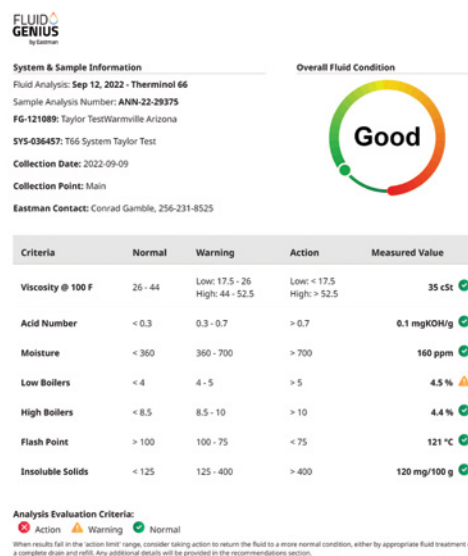 FLUID
GENIUS
by Eastman
System & Sample Information
Fluid Analysis: Sep 12, 2022 - Therminol 66
Sample Analysis Number: ANN-22-29375
FG-121089: Taylor TestWarmville Arizona
SYS-036457: T66 System Taylor Test
Collection Date: 2022-09-09
Collection Point: Main
Eastman Contact: Conrad Gamble, 256-231-8525
Overall Fluid Condition
Good
Criteria Normal Warning Action Measured Value
Viscosity @ 100 F 26 - 44 Low: 17.5 - 26 Low: < 17.5 35 cSt
High: 44 - 52.5 High: > 52.5
Acid Number < 0.3 0.3 - 0.7 > 0.7 0.1 mgKOH/g
Moisture < 360 360 - 700 > 700 160 ppm
Low Boilers < 4 4 - 5 > 5 4.5 %
High Boilers < 8.5 8.5 - 10 > 10 4.4 %
Flash Point > 100 100 - 75 < 75 121 °C
Insoluble Solids < 125 125 - 400 > 400 120 mg/100 g
Analysis Evaluation Criteria:
Action Warning Normal
When results fall in the 'action limit' range, consider taking action to return the fluid to a more normal condition, either by appropriate fluid treatment
a complete drain and refill. Any additional details will be provided in the recommendations section.